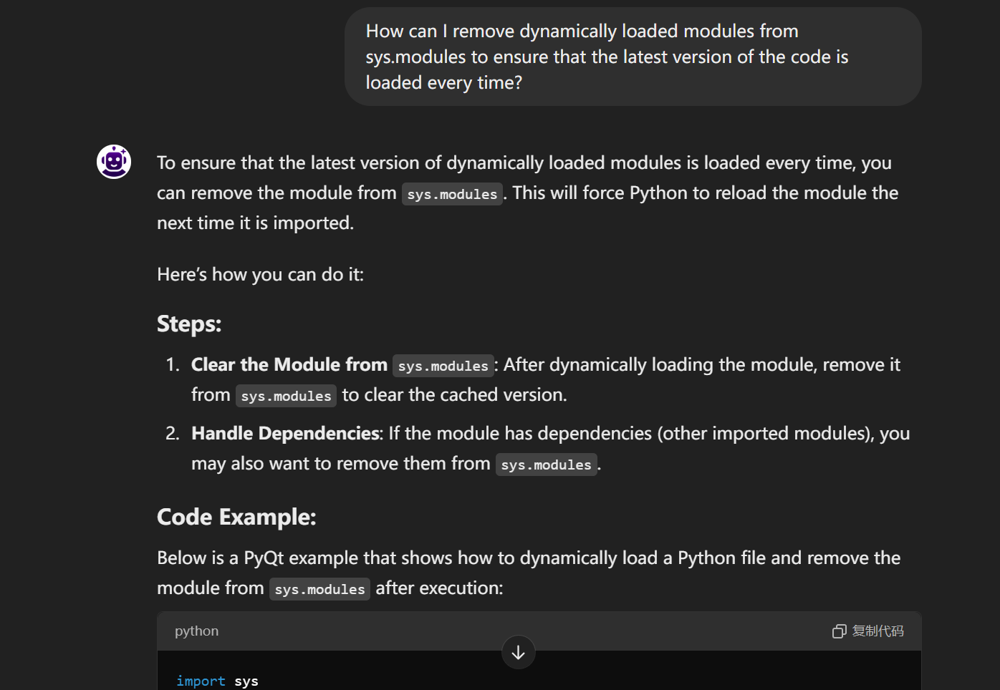 How can I remove dynamically loaded modules from
sys.modules to ensure that the latest version of the code is
loaded every time?
To ensure that the latest version of dynamically loaded modules is loaded every time, you
can remove the module from sys.modules. This will force Python to reload the module the
next time it is imported.
Here’s how you can do it:
Steps:
1. Clear the Module from sys.modules: After dynamically loading the module, remove it
from sys.modules to clear the cached version.
2. Handle Dependencies: If the module has dependencies (other imported modules), you
may also want to remove them from sys.modules.
Code Example:
Below is a PyQt example that shows how to dynamically load a Python file and remove the
module from sys.modules after execution:
python 复制代码
import sys